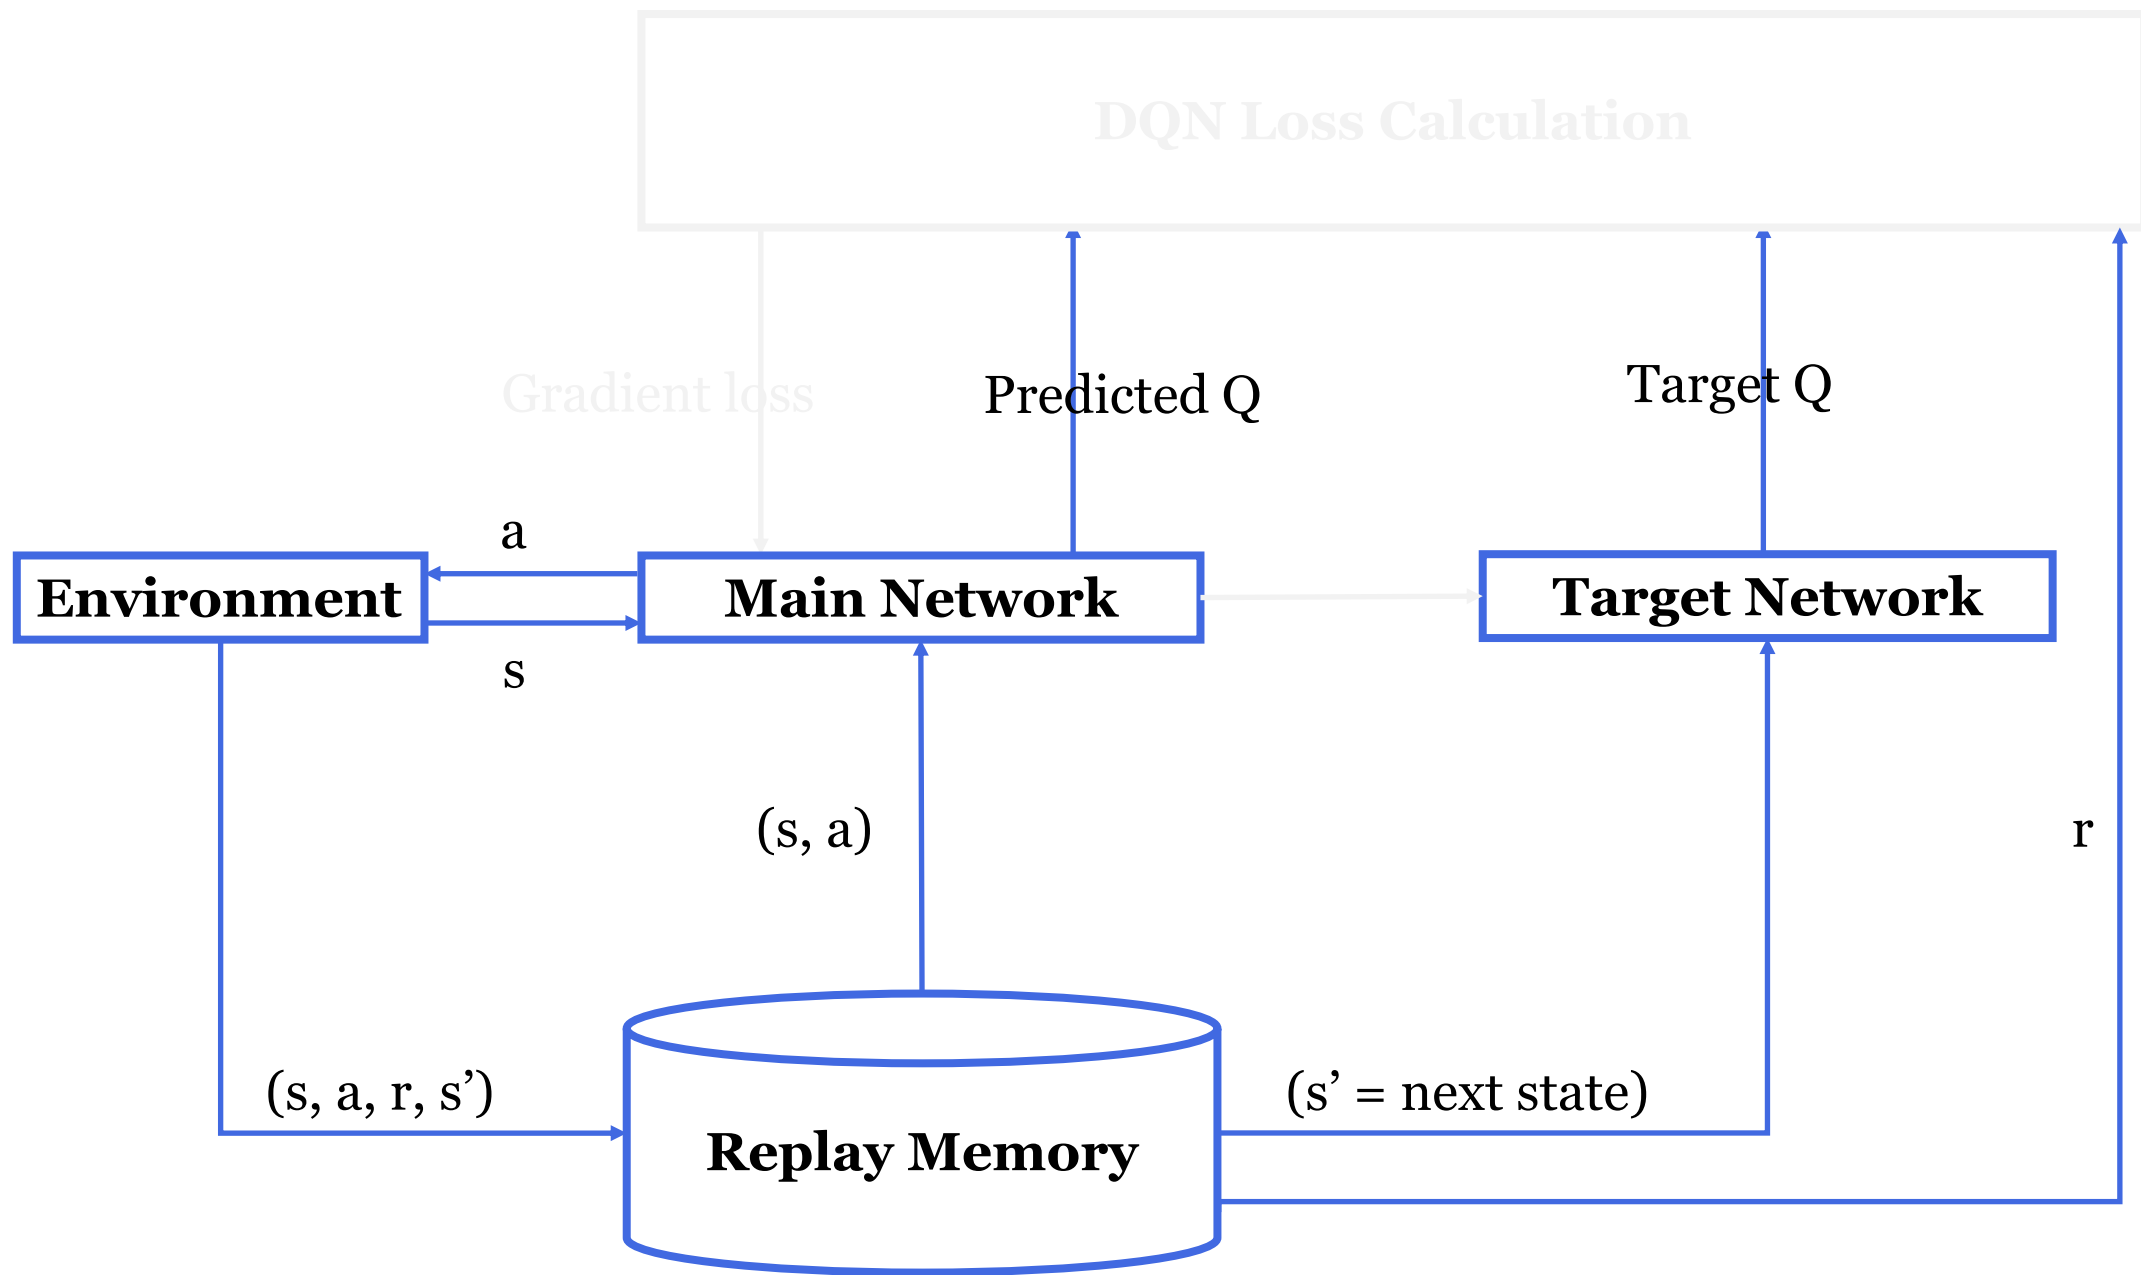 DQN Loss Calculation
Gradient loss
Predicted Q
Target Q
a
Environment
Main Network
Target Network
s
(s, a)
r
(s, a, r, s’)
(s’ = next state)
Replay Memory